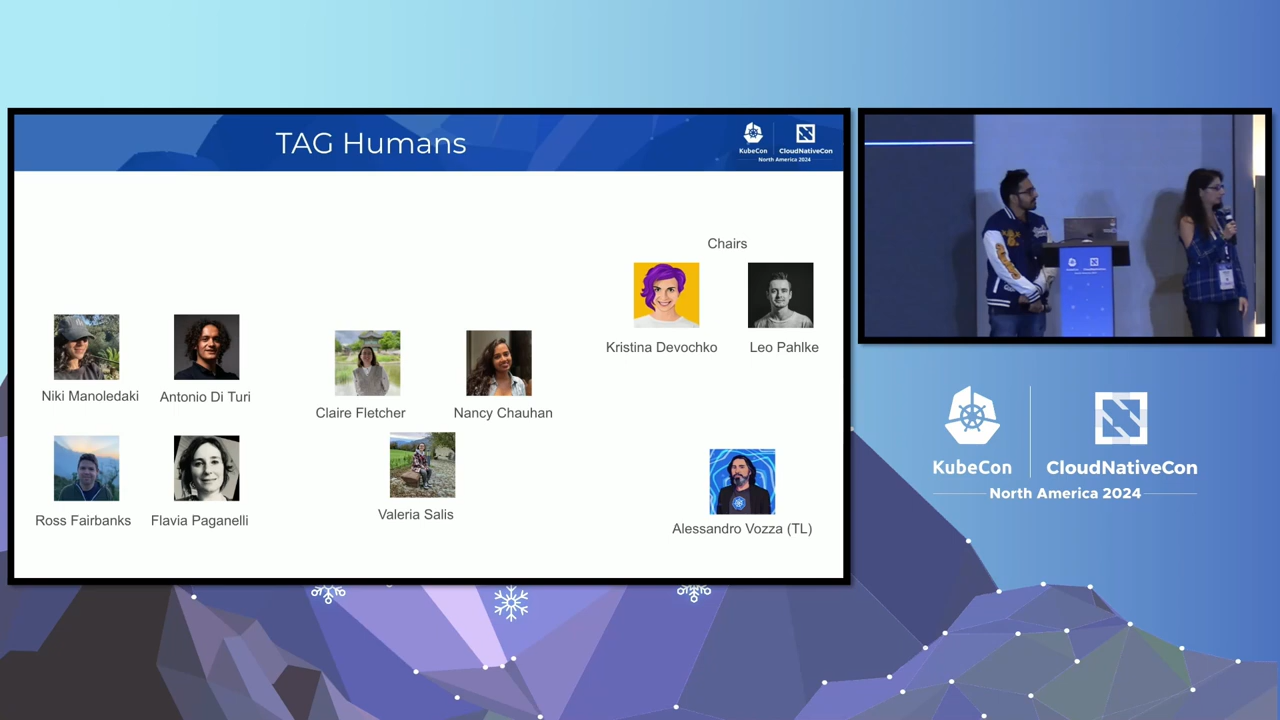 TAG Humans
KubeCon
CloudNativeCon
North America 2024
Chairs
Kristina Devochko
Leo Pahlke
Niki Manoledaki
Antonio Di Turi
Claire Fletcher
Nancy Chauhan
Ross Fairbanks
Flavia Paganelli
Valeria Salis
Alessandro Vozza (TL)
KubeCon
CloudNativeCon
North America 2024